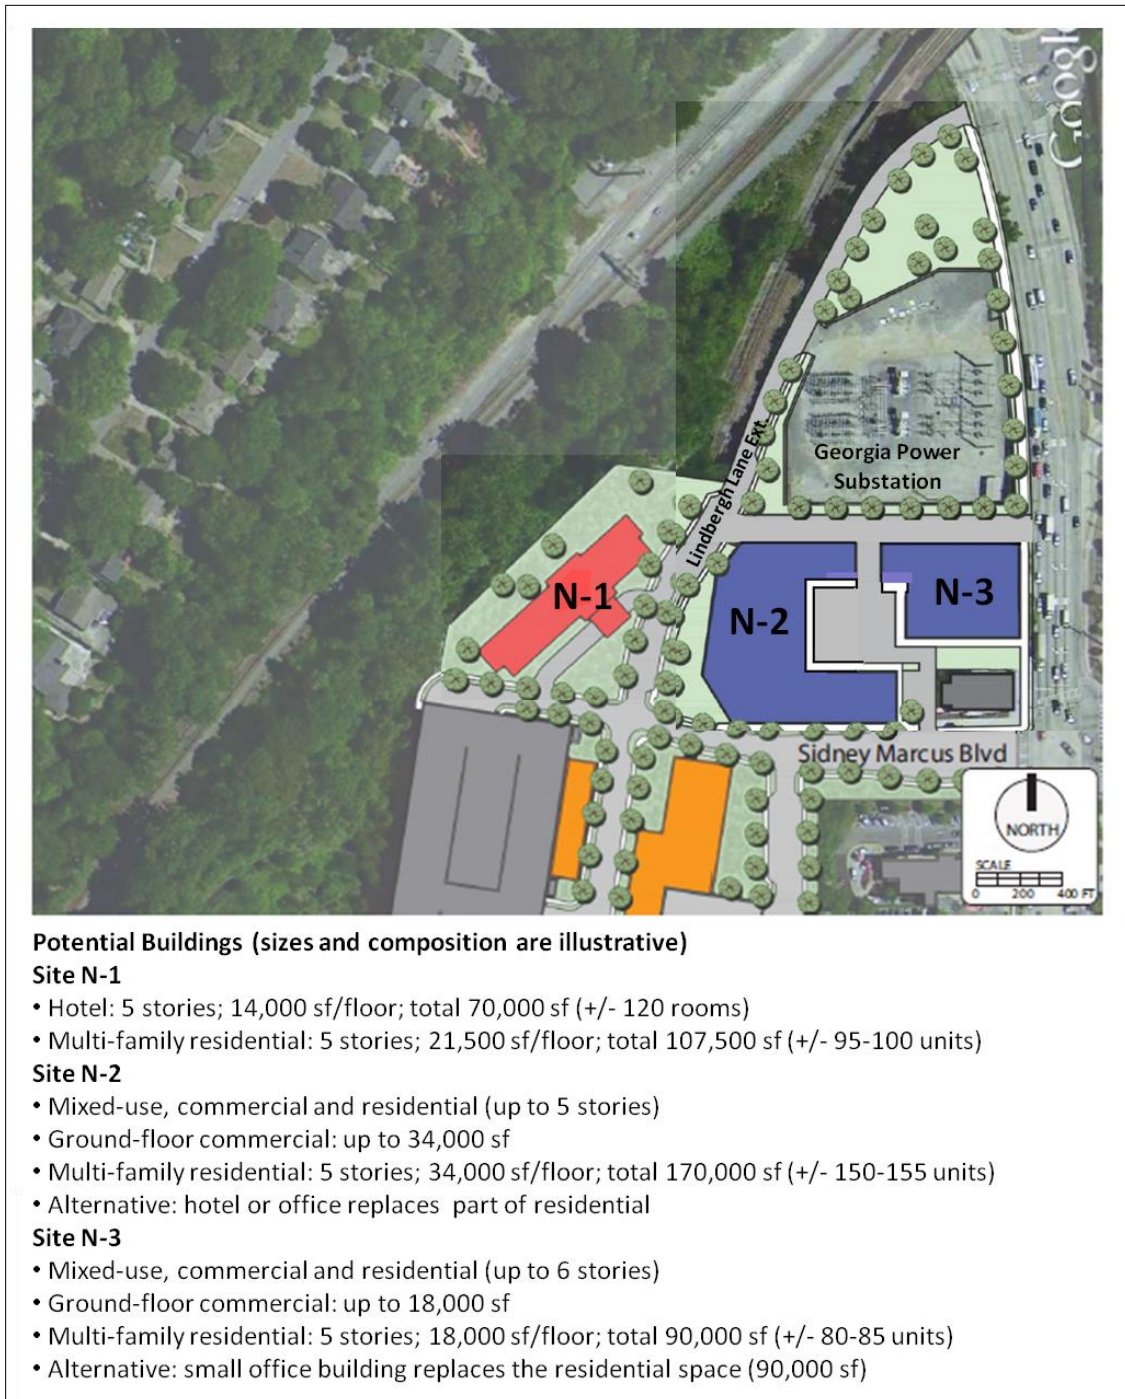 Google
Lindbergh Lane Ext.
Georgia Power
Substation
N-1
N-2
N-3
Sidney Marcus Blvd
NORTH
SCALE
0 200 400 FT
Potential Buildings (sizes and composition are illustrative)
Site N-1
• Hotel: 5 stories; 14,000 sf/floor; total 70,000 sf (+/- 120 rooms)
• Multi-family residential: 5 stories; 21,500 sf/floor; total 107,500 sf (+/- 95-100 units)
Site N-2
• Mixed-use, commercial and residential (up to 5 stories)
• Ground-floor commercial: up to 34,000 sf
• Multi-family residential: 5 stories; 34,000 sf/floor; total 170,000 sf (+/- 150-155 units)
• Alternative: hotel or office replaces  part of residential
Site N-3
• Mixed-use, commercial and residential (up to 6 stories)
• Ground-floor commercial: up to 18,000 sf
• Multi-family residential: 5 stories; 18,000 sf/floor; total 90,000 sf (+/- 80-85 units)
• Alternative: small office building replaces the residential space (90,000 sf)